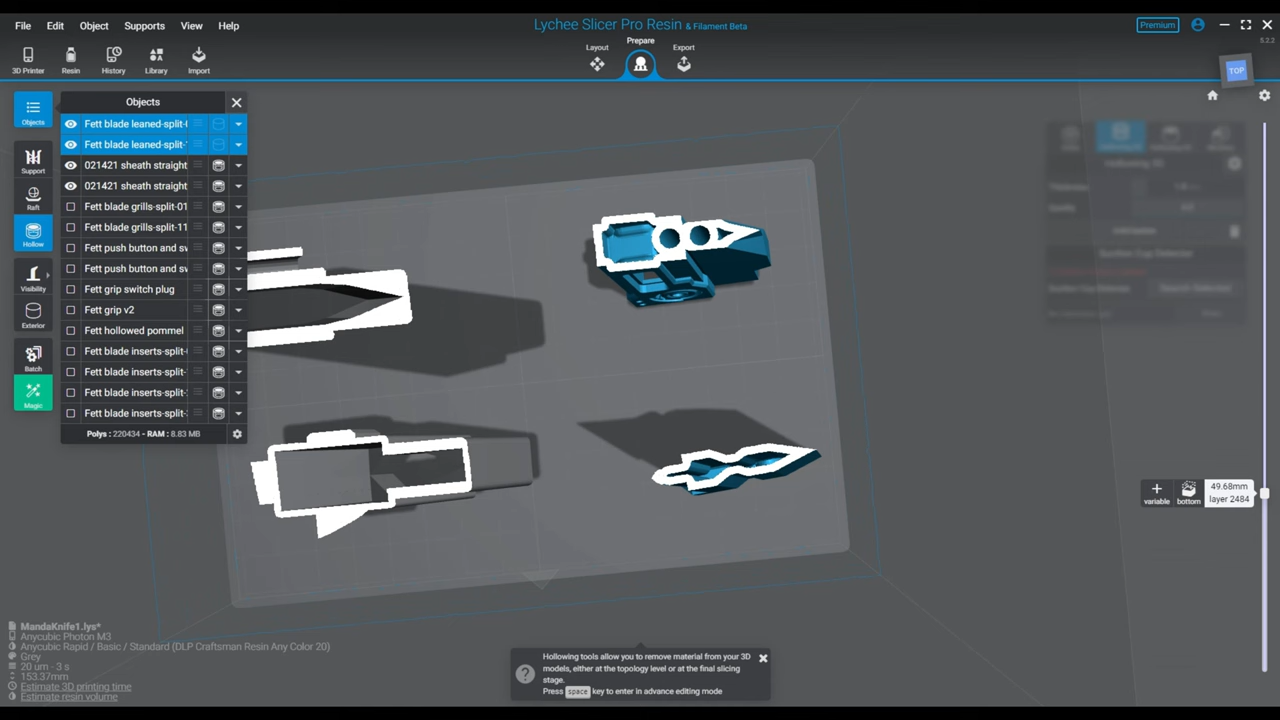 File Edit Object Supports View Help
Lychee Slicer Pro Resin & Filament Beta
Premium
5.2.2
3D Printer Resin History Library Import
Layout Prepare Export
TOP
Objects
Support
Raft
Hollow
Visibility
Exterior
Batch
Magic
Objects
Fett blade leaned-split-
Fett blade leaned-split-
021421 sheath straight
021421 sheath straight
Fett blade grills-split-01
Fett blade grills-split-11
Fett push button and sw
Fett push button and sw
Fett grip switch plug
Fett grip v2
Fett hollowed pommel
Fett blade inserts-split-
Fett blade inserts-split-
Fett blade inserts-split-
Fett blade inserts-split-
Polys : 220434 - RAM : 8.83 MB
variable
bottom
49.68mm
layer 2484
MandaKnife1.lys*
Anycubic Photon M3
Anycubic Rapid / Basic / Standard (DLP Craftsman Resin Any Color 20)
Grey
20 um - 3 s
153.37mm
Estimate 3D printing time
Estimate resin volume
Hollowing tools allow you to remove material from your 3D
models, either at the topology level or at the final slicing
stage.
Press space key to enter in advance editing mode